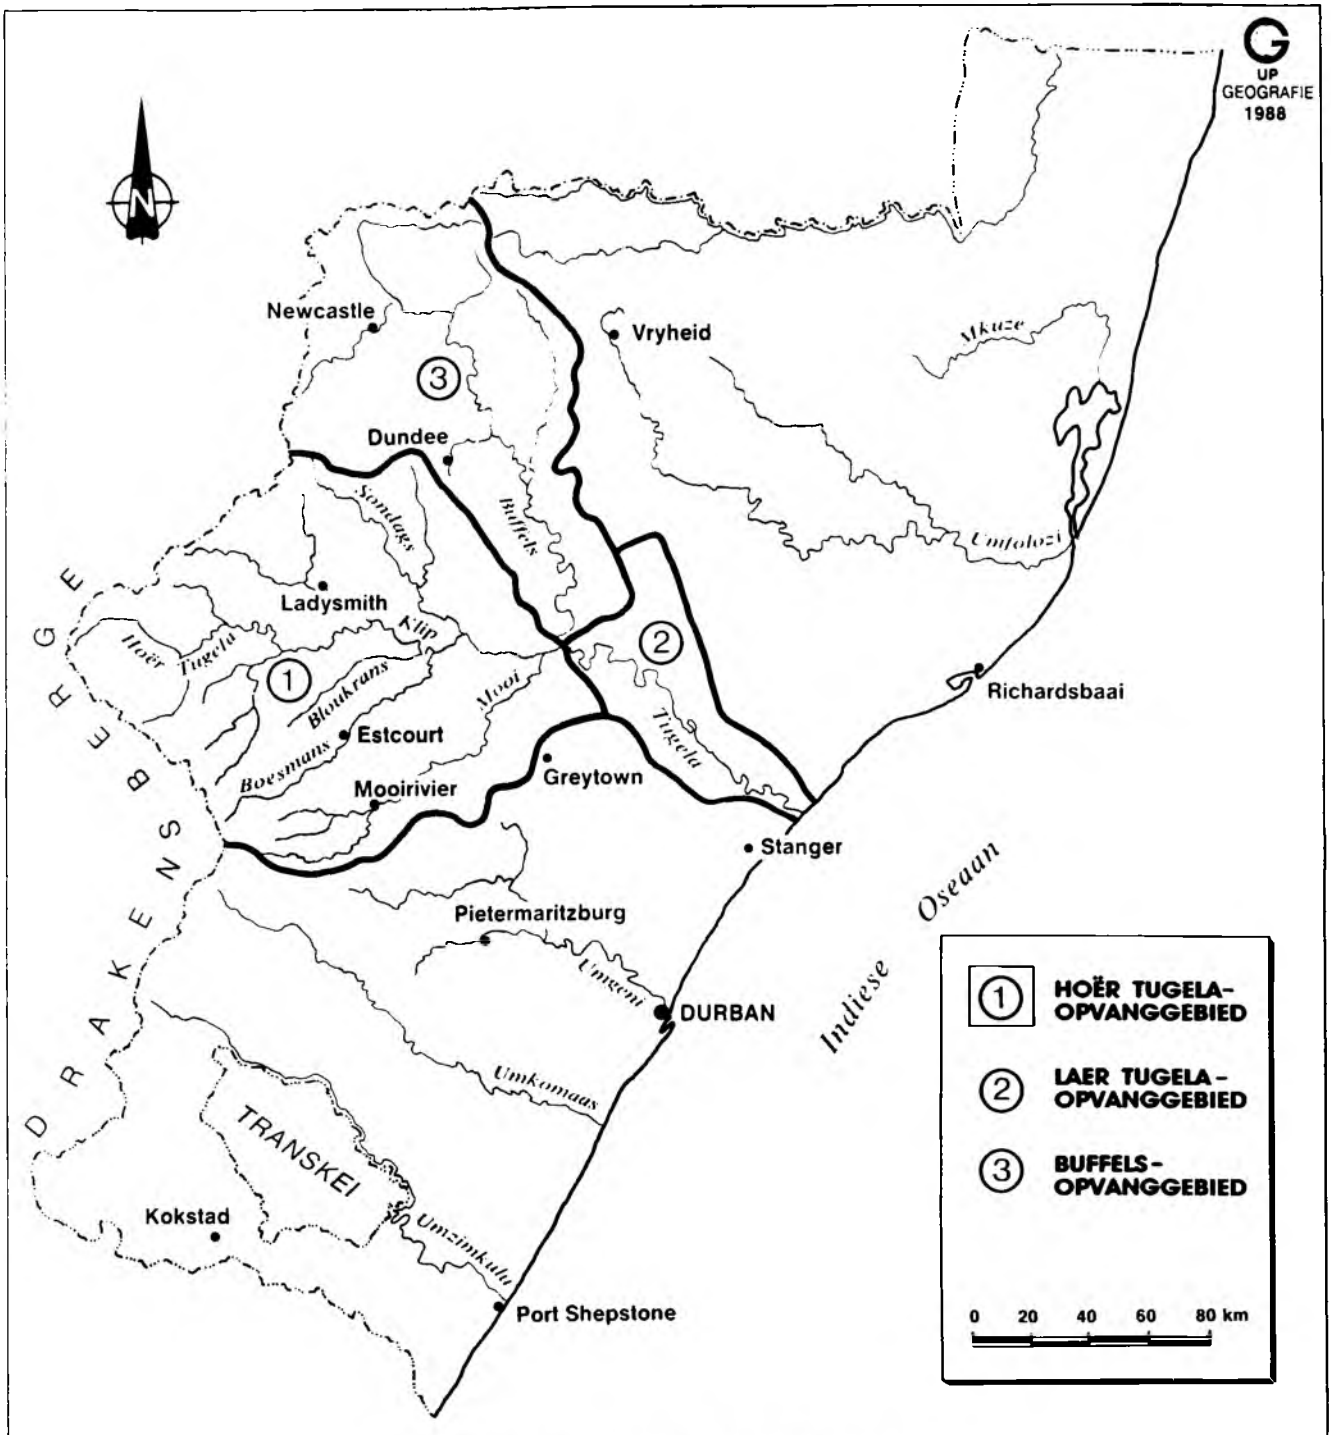 G
UP
GEOGRAFIE
1988
N
Newcastle
Vryheid
Mkuze
3
Dundee
Sondags
Buffels
Umfolozi
Ladysmith
Klip
2
Hoër Tugela
1
Bloukrans
Mooi
Tugela
Richardsbaai
Boesmans
Estcourt
Greytown
Mooirivier
Stanger
DRAKENSBERGE
Indiese Oseaan
Pietermaritzburg
Umgeni
DURBAN
Umkomaas
TRANSKEI
Kokstad
Umzimkulu
Port Shepstone
1 HOËR TUGELA-
OPVANGGEBIED
2 LAER TUGELA-
OPVANGGEBIED
3 BUFFELS-
OPVANGGEBIED
0 20 40 60 80 km